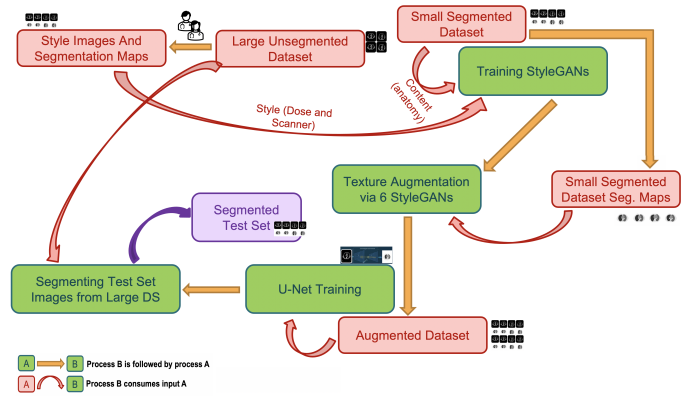 Style Images And
Segmentation Maps
Large Unsegmented
Dataset
Small Segmented
Dataset
Training StyleGANs
Content
(anatomy)
Style (Dose and
Scanner)
Texture Augmentation
via 6 StyleGANs
Small Segmented
Dataset Seg. Maps
Segmented
Test Set
Segmenting Test Set
Images from Large DS
U-Net Training
Augmented Dataset
A
B
Process B is followed by process A
A
B
Process B consumes input A